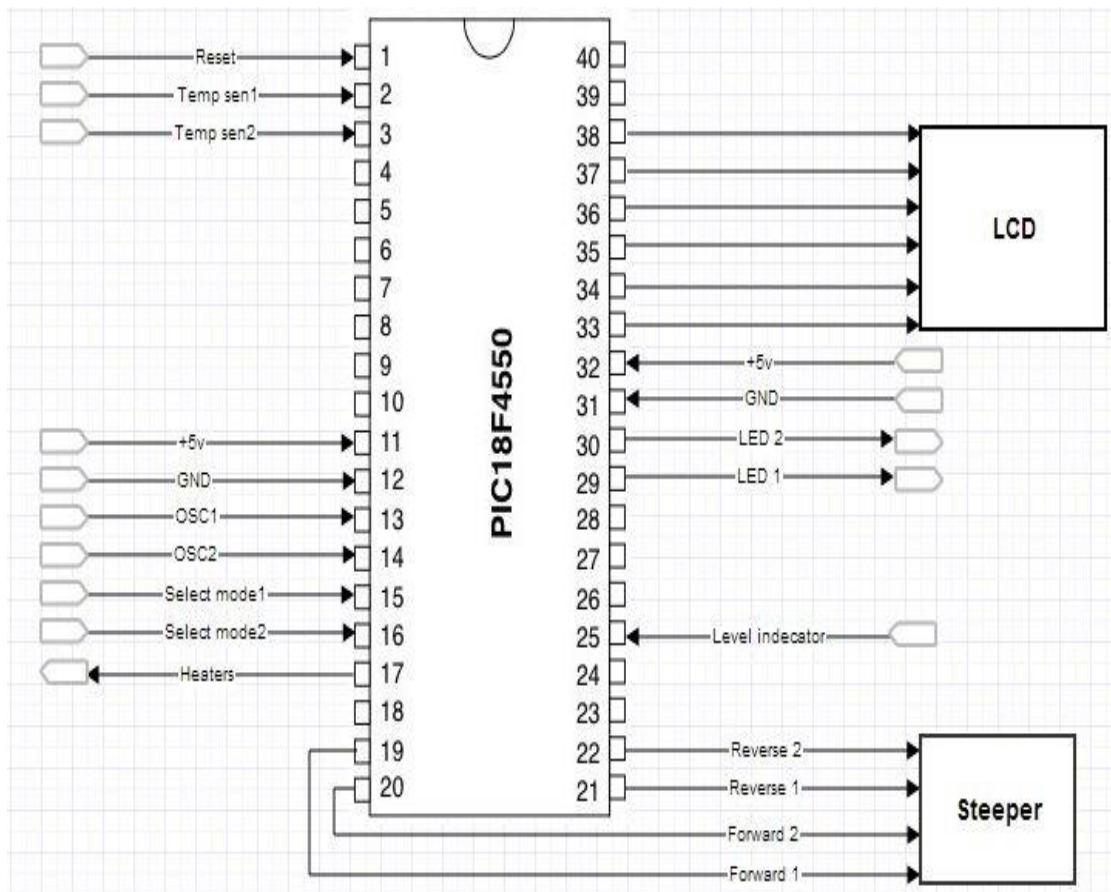 Reset 1 40
Temp sen1 2 39
Temp sen2 3 38
4 37
5 36
6 35
7 34
8 33
LCD
PIC18F4550
9 32 +5v
10 31 GND
+5v 11 30 LED 2
GND 12 29 LED 1
OSC1 13 28
OSC2 14 27
Select mode1 15 26
Select mode2 16 25 Level indecator
Heaters 17 24
18 23
19 22 Reverse 2
20 21 Reverse 1
Steeper
Forward 2
Forward 1